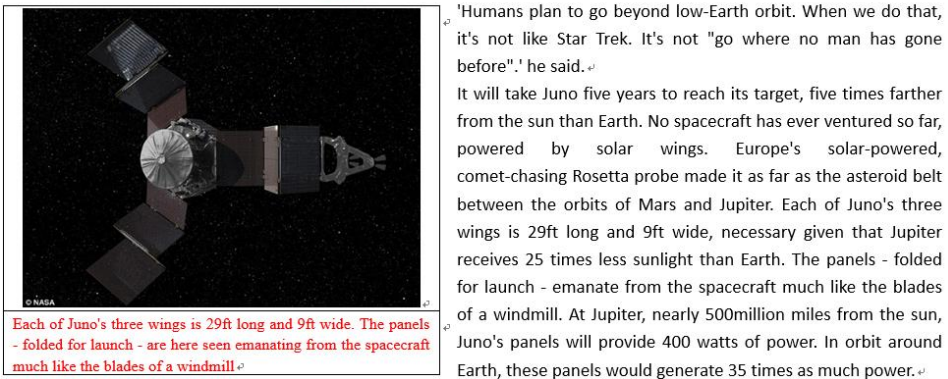 © NASA
Each of Juno's three wings is 29ft long and 9ft wide. The panels
- folded for launch - are here seen emanating from the spacecraft
much like the blades of a windmill
'Humans plan to go beyond low-Earth orbit. When we do that,
it's not like Star Trek. It's not "go where no man has gone
before".' he said.
It will take Juno five years to reach its target, five times farther
from the sun than Earth. No spacecraft has ever ventured so far,
powered by solar wings. Europe's solar-powered,
comet-chasing Rosetta probe made it as far as the asteroid belt
between the orbits of Mars and Jupiter. Each of Juno's three
wings is 29ft long and 9ft wide, necessary given that Jupiter
receives 25 times less sunlight than Earth. The panels - folded
for launch - emanate from the spacecraft much like the blades
of a windmill. At Jupiter, nearly 500million miles from the sun,
Juno's panels will provide 400 watts of power. In orbit around
Earth, these panels would generate 35 times as much power.